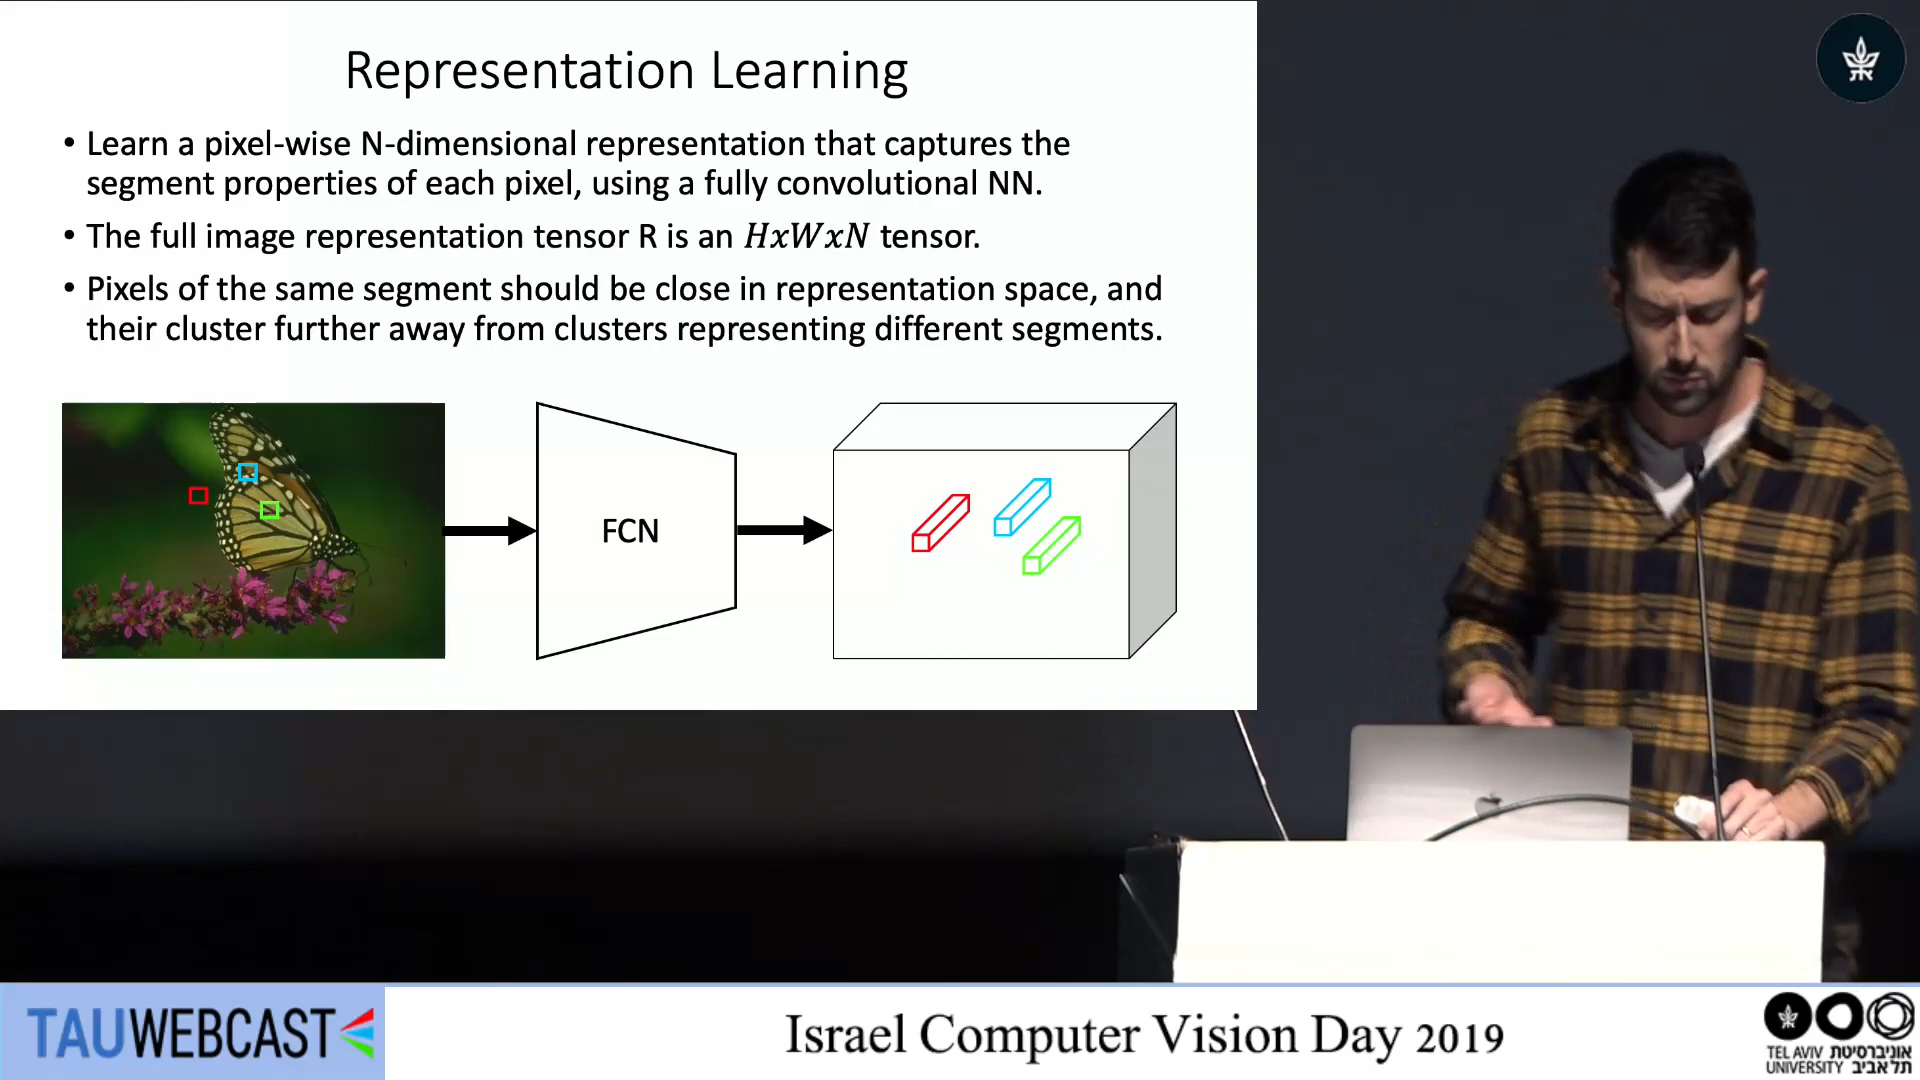 Representation Learning
• Learn a pixel-wise N-dimensional representation that captures the
segment properties of each pixel, using a fully convolutional NN.
• The full image representation tensor R is an HxWxN tensor.
• Pixels of the same segment should be close in representation space, and
their cluster further away from clusters representing different segments.
FCN
TAUWEBCAST
Israel Computer Vision Day 2019
TEL AVIV אוניברסיטת
UNIVERSITY תל אביב